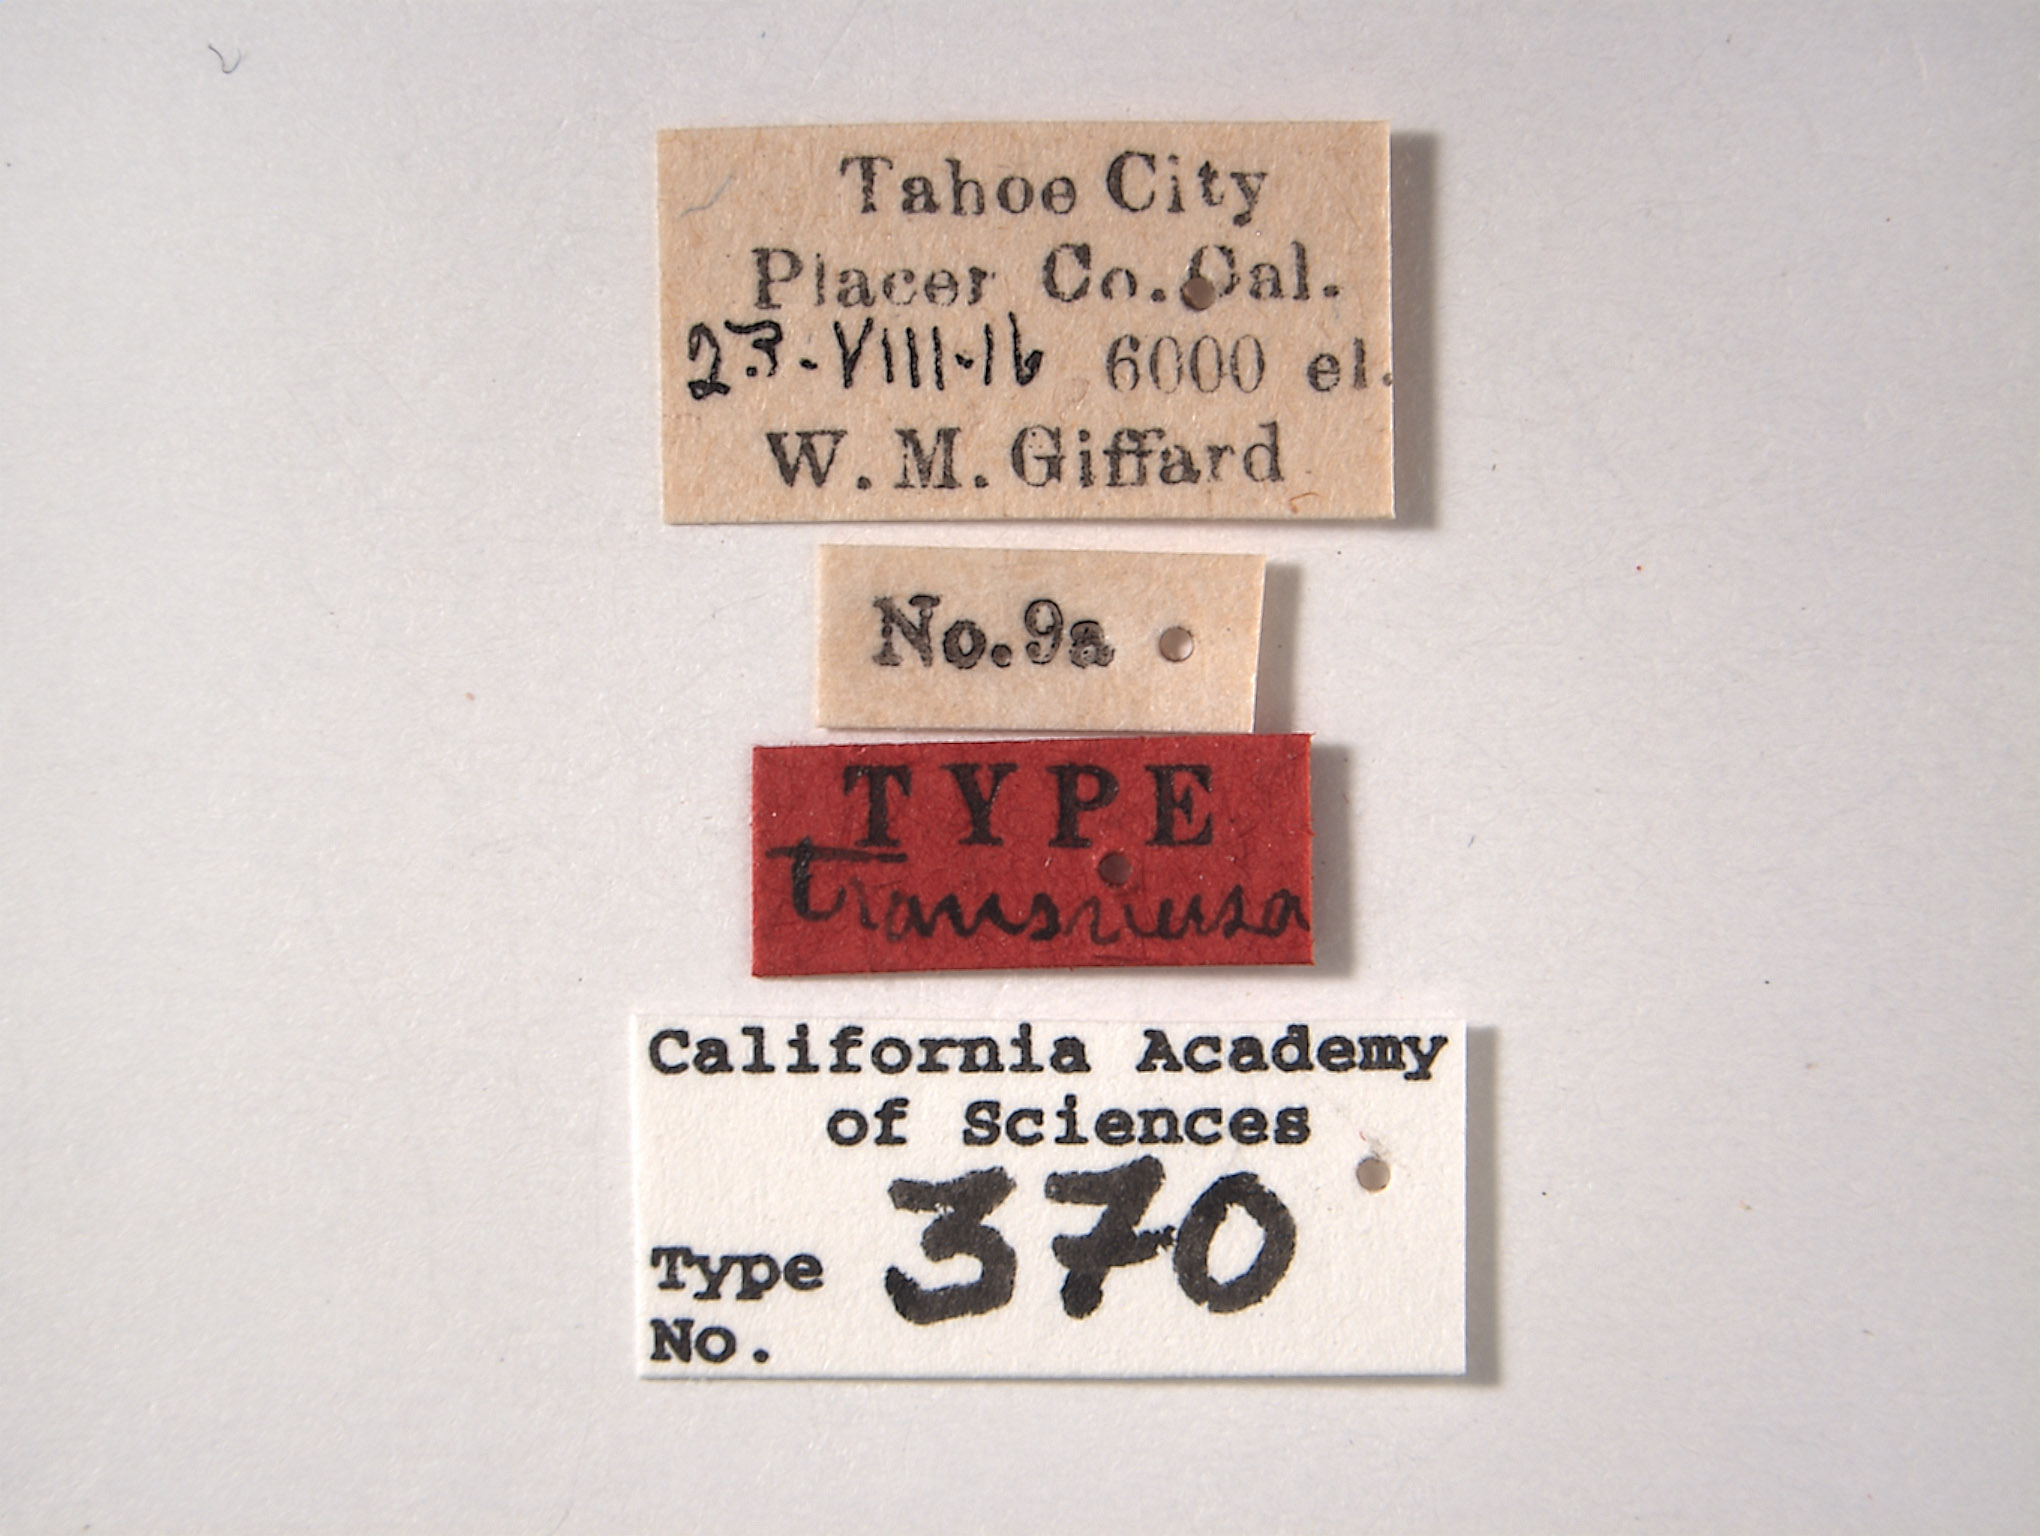 Tahoe City
Placer Co. Cal.
23.VIII.16 6000 el.
W. M. Giffard
No. 9a
TYPE
transversa
California Academy
of Sciences
370
Type
No.